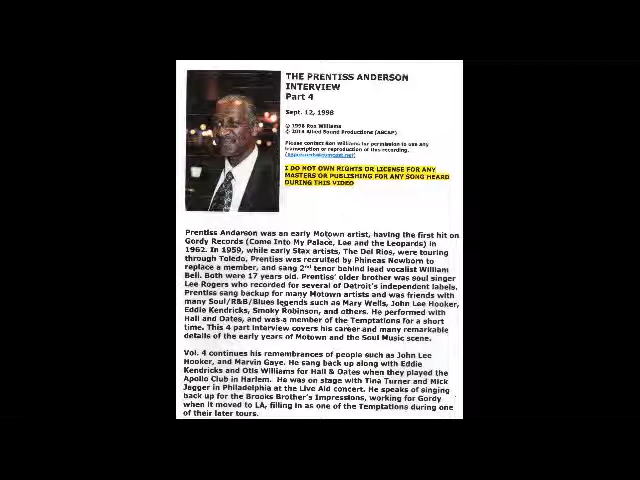 THE PRENTISS ANDERSON
INTERVIEW
Part 4
Sept. 12, 1998
© 1998 Ron Williams
© 2014 Allied Sound Productions (ASCAP)
Please contact Ron Williams for permission to use any
transcription or reproduction of this recording.
I DO NOT OWN RIGHTS OR LICENSE FOR ANY
MASTERS OR PUBLISHING FOR ANY SONG HEARD
DURING THIS VIDEO
Prentiss Anderson was an early Motown artist, having the first hit on
Gordy Records (Come Into My Palace, Lee and the Leopards) in
1962. In 1959, while early Stax artists, The Del Rios, were touring
through Toledo, Prentiss was recruited by Phineas Newborn to
replace a member, and sang 2nd tenor behind lead vocalist William
Bell. Both were 17 years old. Prentiss' older brother was soul singer
Lee Rogers who recorded for several of Detroit's independent labels.
Prentiss sang backup for many Motown artists and was friends with
many Soul/R&B/Blues legends such as Mary Wells, John Lee Hooker,
Eddie Kendricks, Smoky Robinson, and others. He performed with
Hall and Oates, and was a member of the Temptations for a short
time. This 4 part interview covers his career and many remarkable
details of the early years of Motown and the Soul Music scene.
Vol. 4 continues his remembrances of people such as John Lee
Hooker, and Marvin Gaye. He sang back up along with Eddie
Kendricks and Otis Williams for Hall & Oates when they played the
Apollo Club in Harlem. He was on stage with Tina Turner and Mick
Jagger in Philadelphia at the Live Aid concert. He speaks of singing
back up for the Brooks Brother's Impressions, working for Gordy
when it moved to LA, filling in as one of the Temptations during one
of their later tours.